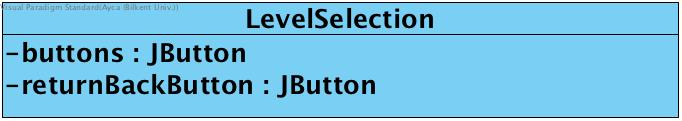 Visual Paradigm Standard(Ayca (Bilkent Univ.))
LevelSelection
-buttons : JButton
-returnBackButton : JButton